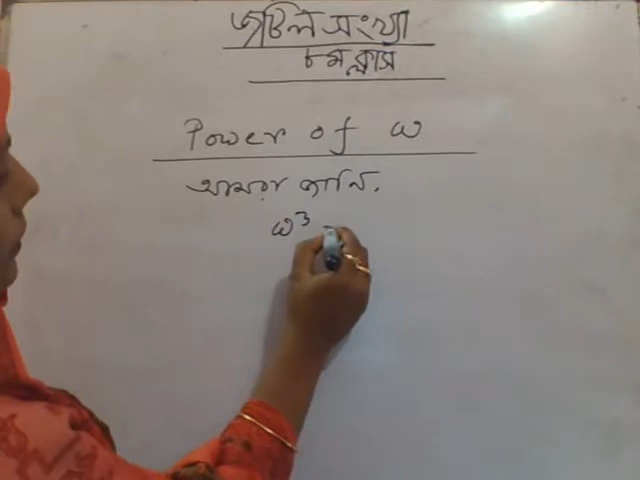 জটিল সংখ্যা
৮ম ক্লাস
Power of ω
আমরা জানি,
ω³